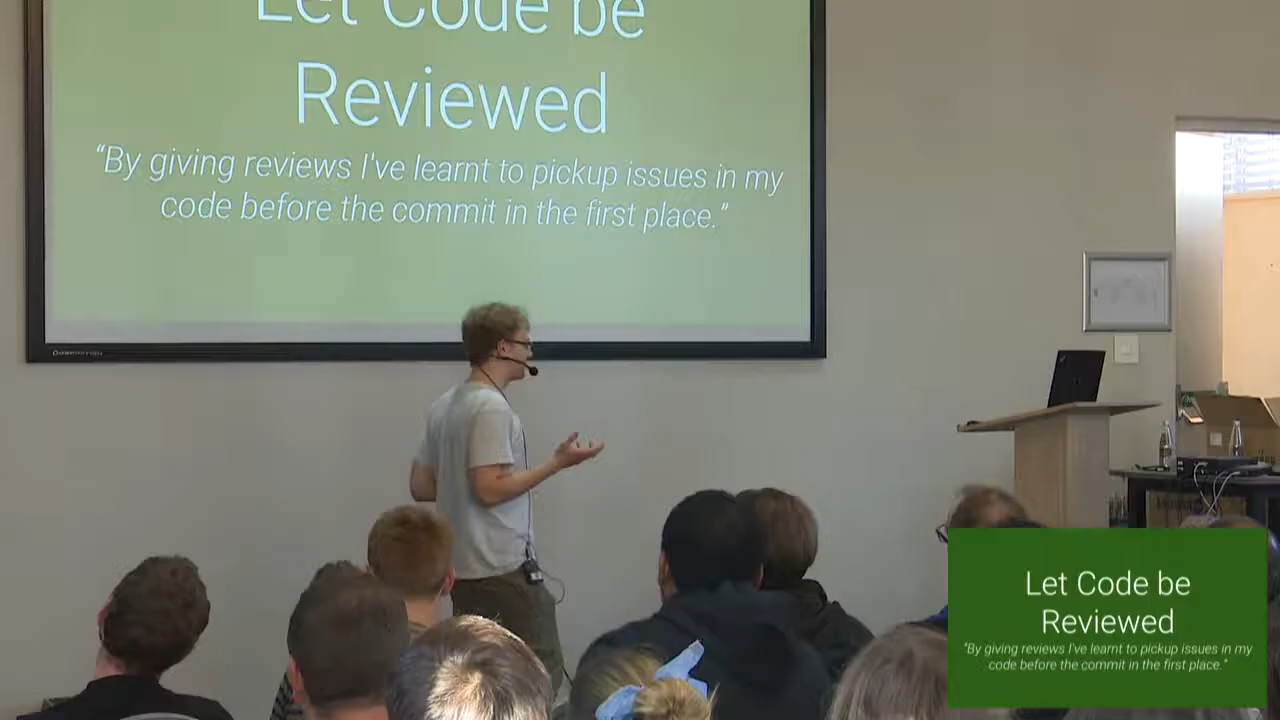 Let Code be
Reviewed
“By giving reviews I've learnt to pickup issues in my
code before the commit in the first place.”
Let Code be
Reviewed
“By giving reviews I've learnt to pickup issues in my
code before the commit in the first place.”